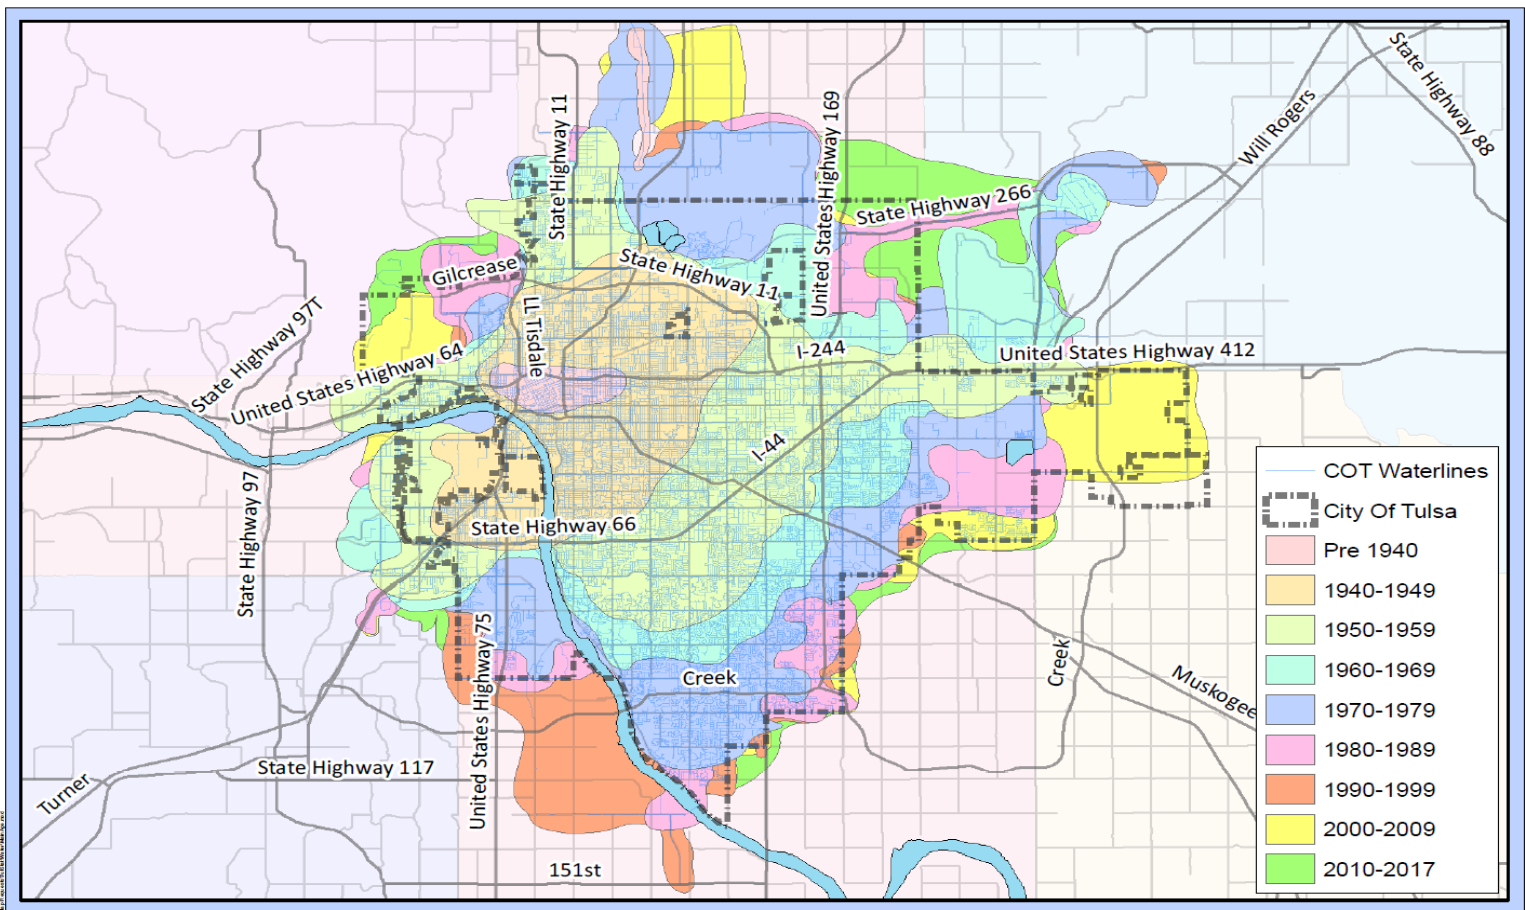 State Highway 11
State Highway 88
United States Highway 169
Will Rogers
State Highway 266
Gilcrease
State Highway 11
State Highway 97T
LL Tisdale
I-244
United States Highway 412
United States Highway 64
I-44
State Highway 97
State Highway 66
United States Highway 75
Creek
Creek
Muskogee
State Highway 117
Turner
151st
COT Waterlines
City Of Tulsa
Pre 1940
1940-1949
1950-1959
1960-1969
1970-1979
1980-1989
1990-1999
2000-2009
2010-2017